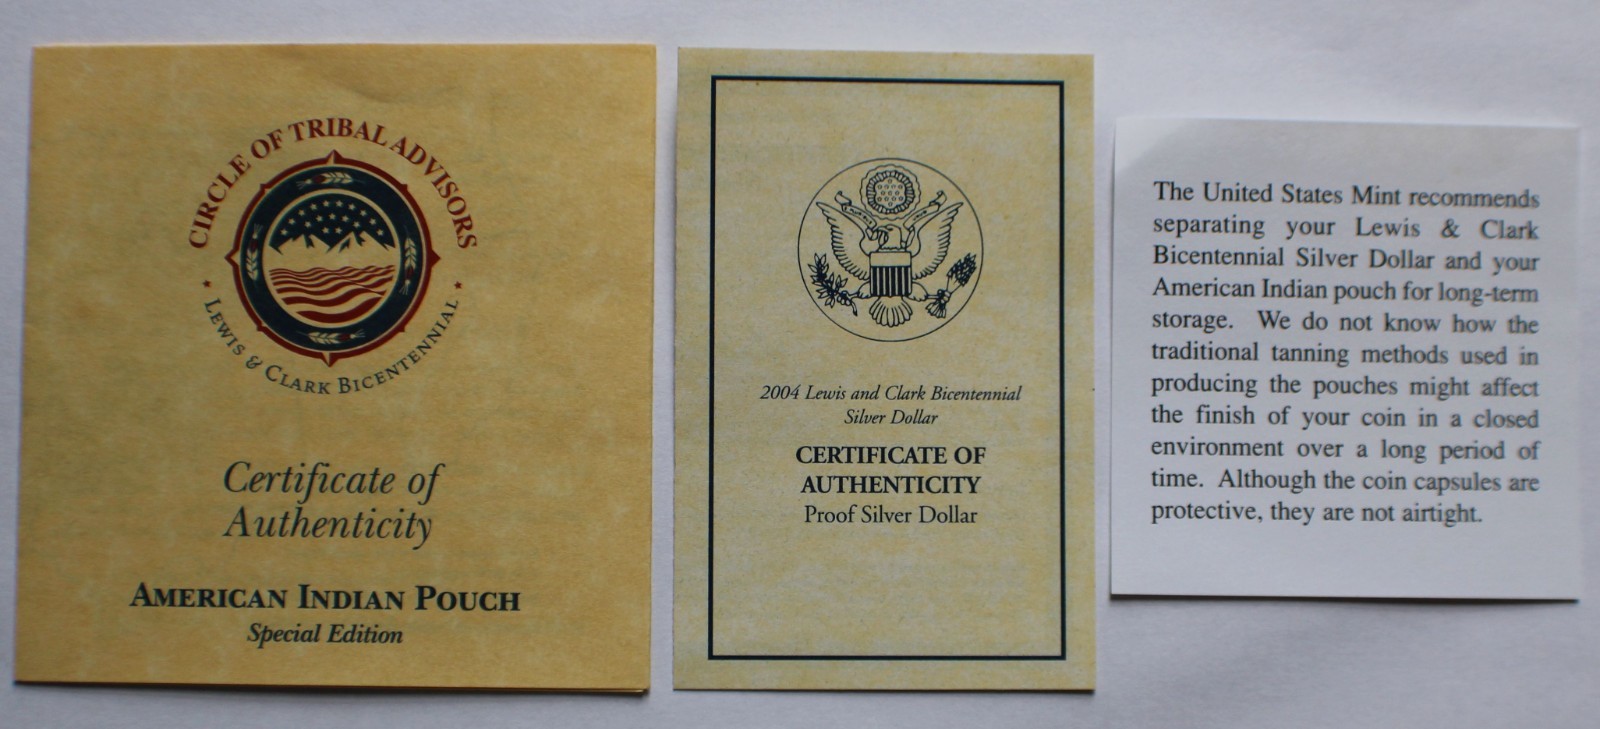 CIRCLE OF TRIBAL ADVISORS
• LEWIS & CLARK BICENTENNIAL •
Certificate of
Authenticity
AMERICAN INDIAN POUCH
Special Edition
2004 Lewis and Clark Bicentennial
Silver Dollar
CERTIFICATE OF
AUTHENTICITY
Proof Silver Dollar
The United States Mint recommends
separating your Lewis & Clark
Bicentennial Silver Dollar and your
American Indian pouch for long-term
storage. We do not know how the
traditional tanning methods used in
producing the pouches might affect
the finish of your coin in a closed
environment over a long period of
time. Although the coin capsules are
protective, they are not airtight.